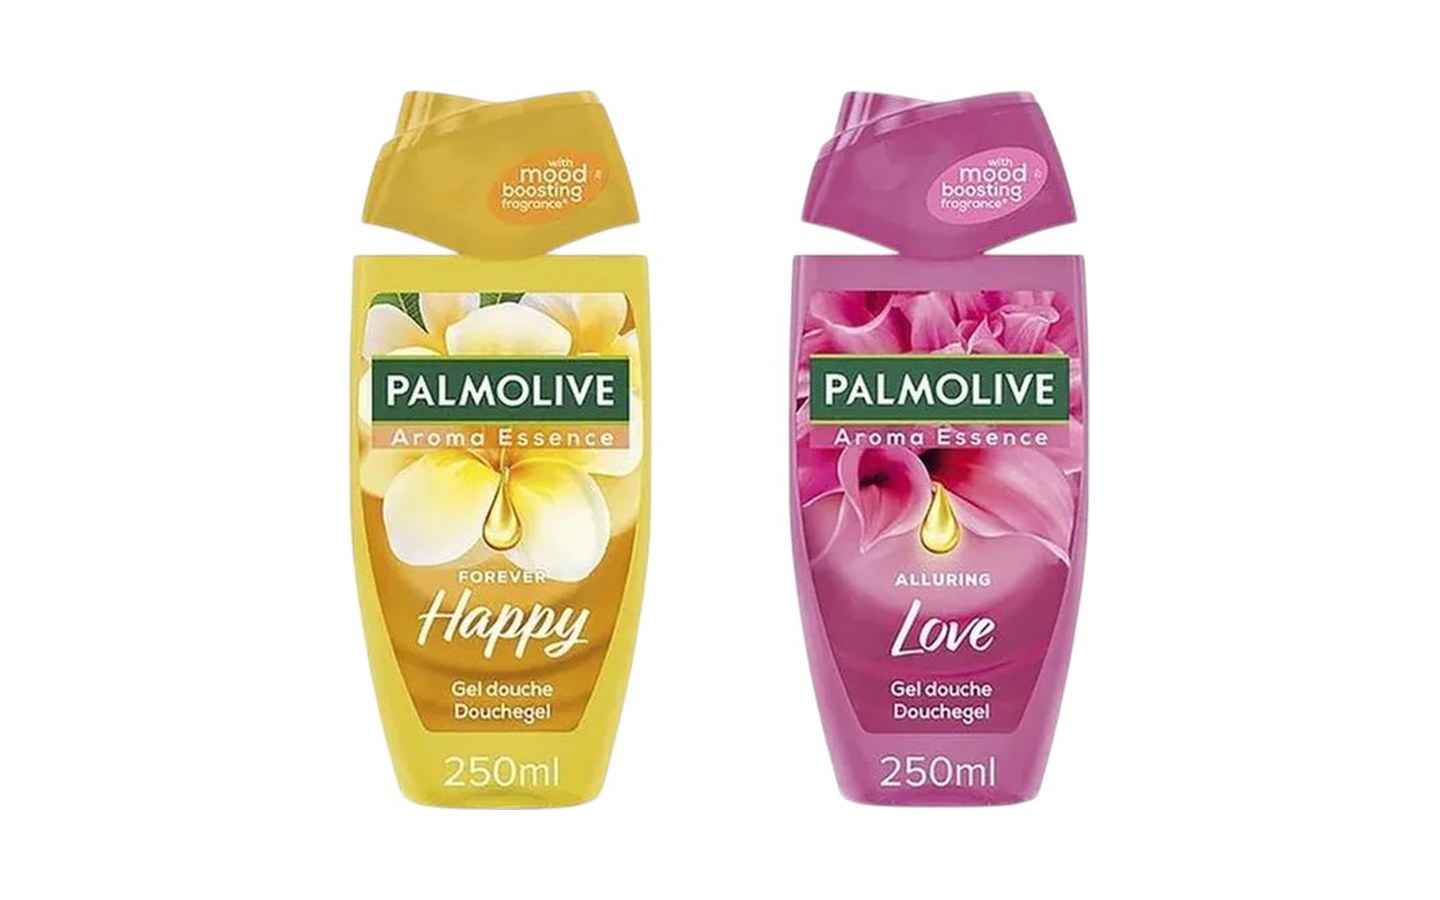 with
mood
boosting
fragrance*
PALMOLIVE
Aroma Essence
FOREVER
Happy
Gel douche
Douchegel
250ml
with
mood
boosting
fragrance*
PALMOLIVE
Aroma Essence
ALLURING
Love
Gel douche
Douchegel
250ml